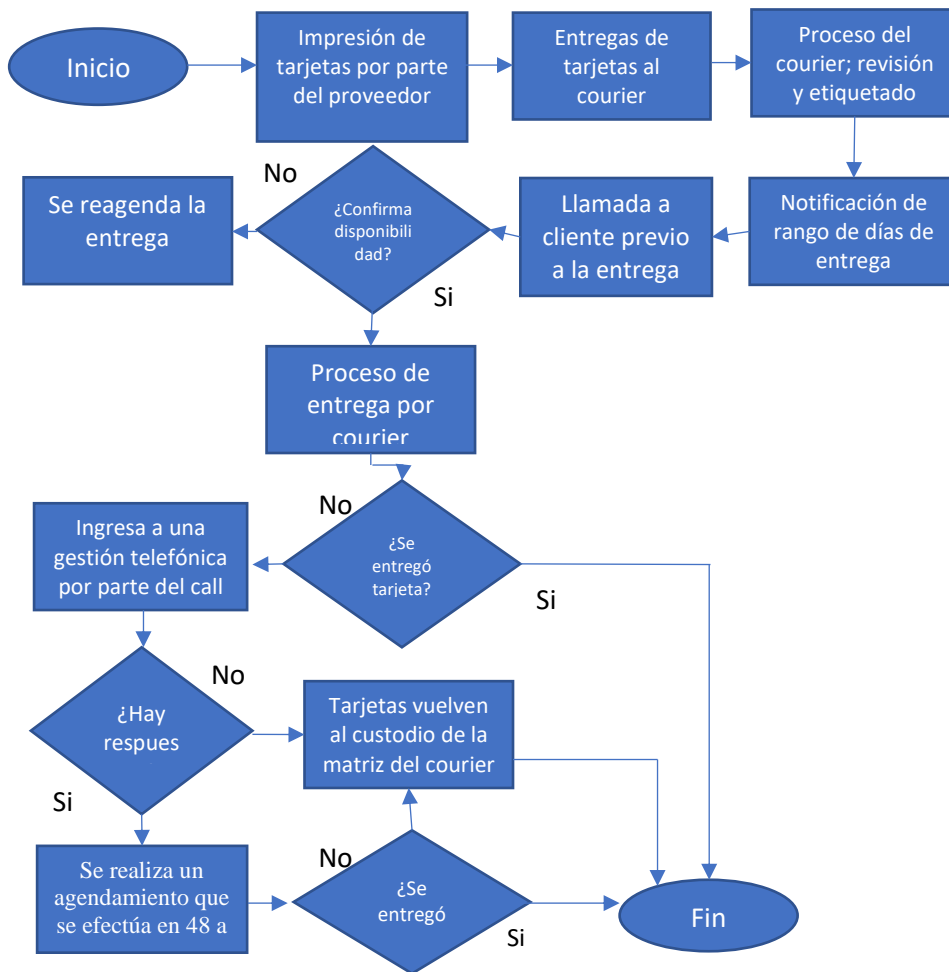 Inicio
Impresión de
tarjetas por parte
del proveedor
Entregas de
tarjetas al
courier
Proceso del
courier; revisión
y etiquetado
No
Se reagenda la
entrega
¿Confirma
disponibili
dad?
Llamada a
cliente previo
a la entrega
Notificación de
rango de días de
entrega
Si
Proceso de
entrega por
courier
No
Ingresa a una
gestión telefónica
por parte del call
¿Se
entregó
tarjeta?
Si
No
¿Hay
respues
Tarjetas vuelven
al custodio de la
matriz del courier
Si
No
Se realiza un
agendamiento que
se efectúa en 48 a
¿Se
entregó
Si
Fin